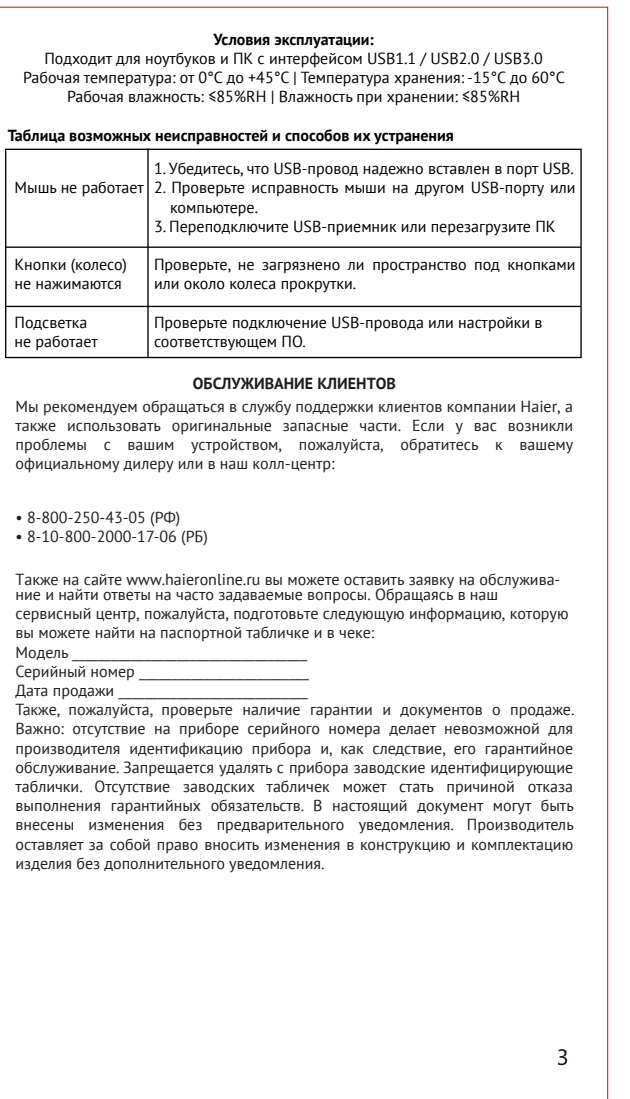 Условия эксплуатации:
Подходит для ноутбуков и ПК с интерфейсом USB1.1 / USB2.0 / USB3.0
Рабочая температура: от 0°С до +45°С | Температура хранения: -15°С до 60°С
Рабочая влажность: ≤85%RH | Влажность при хранении: ≤85%RH
Таблица возможных неисправностей и способов их устранения
Мышь не работает
1. Убедитесь, что USB-провод надежно вставлен в порт USB.
2. Проверьте исправность мыши на другом USB-порту или
компьютере.
3. Переподключите USB-приемник или перезагрузите ПК
Кнопки (колесо)
не нажимаются
Проверьте, не загрязнено ли пространство под кнопками
или около колеса прокрутки.
Подсветка
не работает
Проверьте подключение USB-провода или настройки в
соответствующем ПО.
ОБСЛУЖИВАНИЕ КЛИЕНТОВ
Мы рекомендуем обращаться в службу поддержки клиентов компании Haier, а
также использовать оригинальные запасные части. Если у вас возникли
проблемы с вашим устройством, пожалуйста, обратитесь к вашему
официальному дилеру или в наш колл-центр:
• 8-800-250-43-05 (РФ)
• 8-10-800-2000-17-06 (РБ)
Также на сайте www.haieronline.ru вы можете оставить заявку на обслужива-
ние и найти ответы на часто задаваемые вопросы. Обращаясь в наш
сервисный центр, пожалуйста, подготовьте следующую информацию, которую
вы можете найти на паспортной табличке и в чеке:
Модель ______________________________
Серийный номер ______________________
Дата продажи ________________________
Также, пожалуйста, проверьте наличие гарантии и документов о продаже.
Важно: отсутствие на приборе серийного номера делает невозможной для
производителя идентификацию прибора и, как следствие, его гарантийное
обслуживание. Запрещается удалять с прибора заводские идентифицирующие
таблички. Отсутствие заводских табличек может стать причиной отказа
выполнения гарантийных обязательств. В настоящий документ могут быть
внесены изменения без предварительного уведомления. Производитель
оставляет за собой право вносить изменения в конструкцию и комплектацию
изделия без дополнительного уведомления.
3